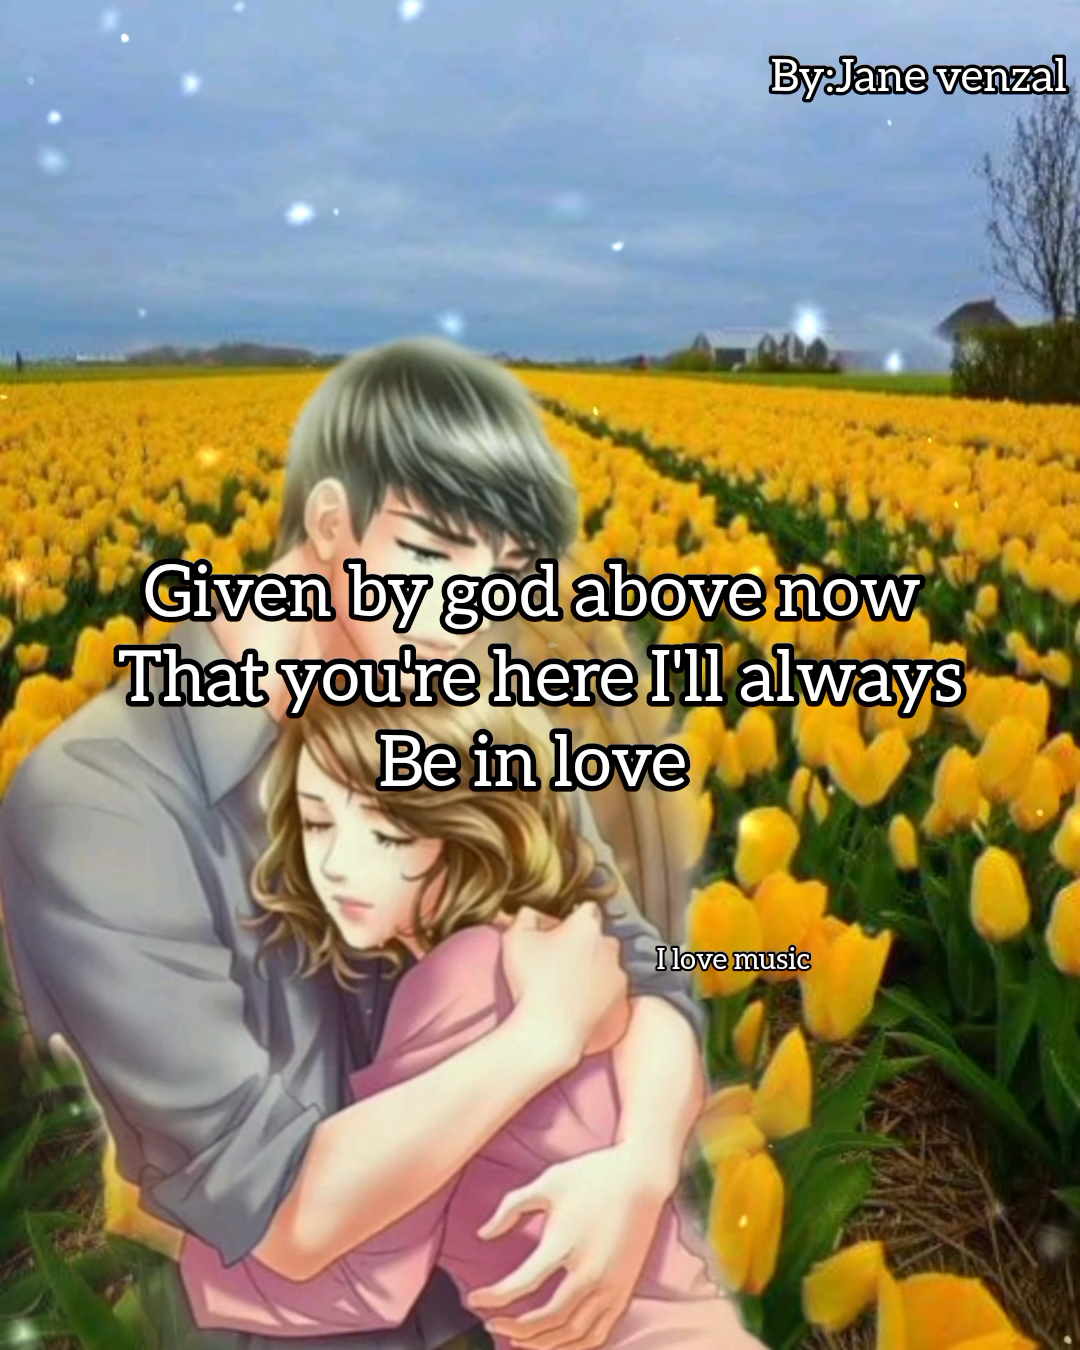 By:Jane venzal
Given by god above now
That you're here I'll always
Be in love
I love music